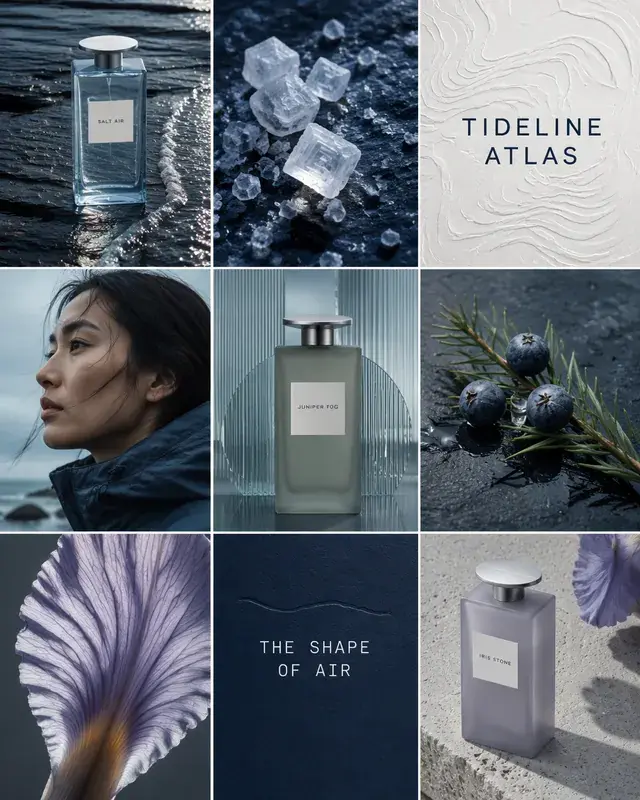 SALT AIR
TIDELINE
ATLAS
JUNIPER FOG
THE SHAPE
OF AIR
IRIS STONE